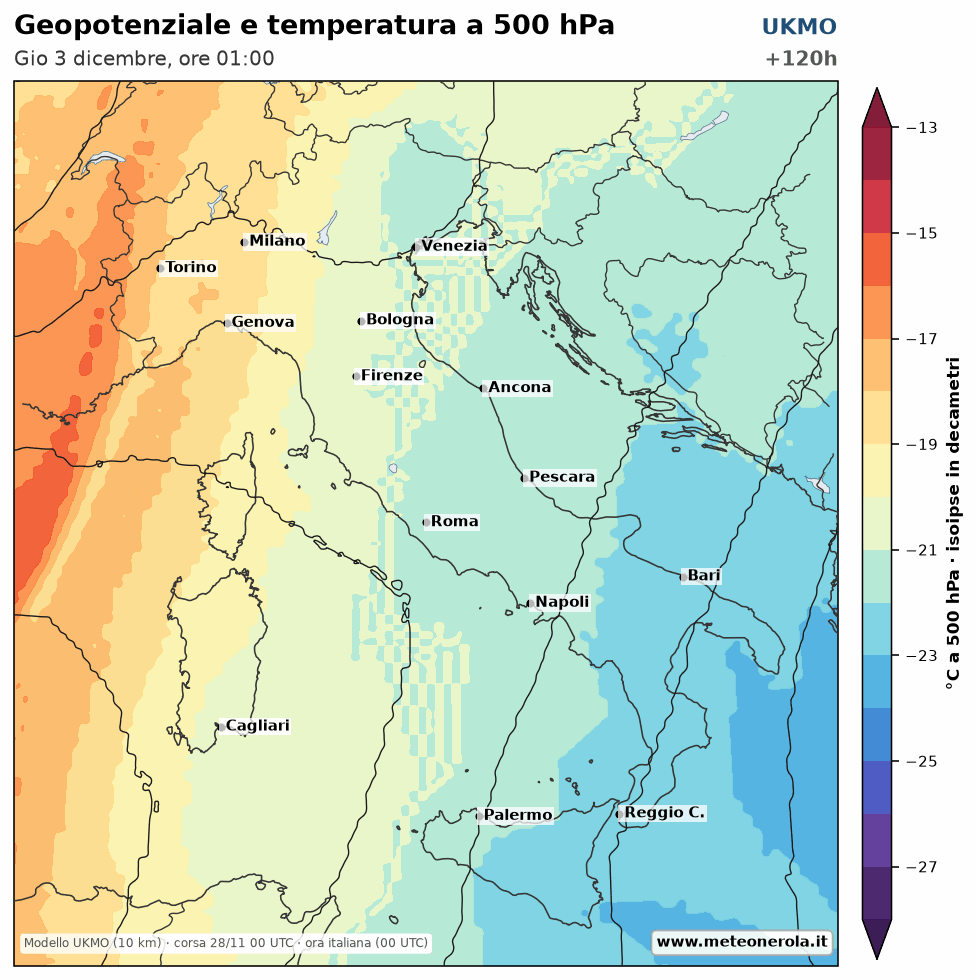 Geopotenziale e temperatura a 500 hPa
UKMO
Gio 3 dicembre, ore 01:00
+120h
Milano
Venezia
Torino
Genova
Bologna
Firenze
Ancona
Pescara
Roma
Bari
Napoli
Cagliari
Palermo
Reggio C.
−13
−15
−17
−19
−21
−23
−25
−27
°C a 500 hPa · isoipse in decametri
Modello UKMO (10 km) · corsa 28/11 00 UTC · ora italiana (00 UTC)
www.meteonerola.it